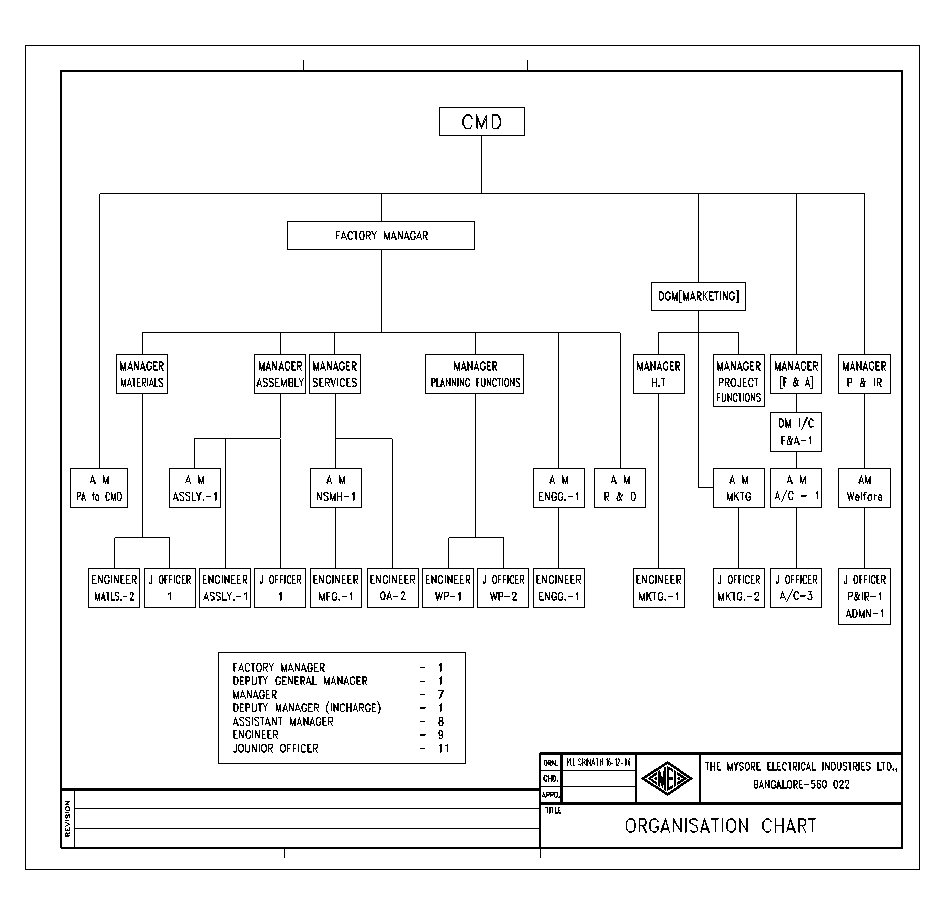 CMD
FACTORY MANAGAR
DGM[MARKETING]
MANAGER
MATERIALS
MANAGER
ASSEMBLY
MANAGER
SERVICES
MANAGER
PLANNING FUNCTIONS
MANAGER
H.T
MANAGER
PROJECT
FUNCTIONS
MANAGER
[F & A]
MANAGER
P & IR
DM I/C
F&A-1
A M
PA to CMD
A M
ASSLY.-1
A M
NSMH-1
A M
ENGG.-1
A M
R & D
A M
MKTG
A M
A/C - 1
AM
Welfare
ENGINEER
MATLS.-2
J OFFICER
1
ENGINEER
ASSLY.-1
J OFFICER
1
ENGINEER
MFG.-1
ENGINEER
QA-2
ENGINEER
WP-1
J OFFICER
WP-2
ENGINEER
ENGG.-1
ENGINEER
MKTG.-1
J OFFICER
MKTG.-2
J OFFICER
A/C-3
J OFFICER
P&IR-1
ADMN-1
FACTORY MANAGER - 1
DEPUTY GENERAL MANAGER - 1
MANAGER - 7
DEPUTY MANAGER (INCHARGE) - 1
ASSISTANT MANAGER - 8
ENGINEER - 9
JOUNIOR OFFICER - 11
DRN.
CHD.
APPD.
MEI
THE MYSORE ELECTRICAL INDUSTRIES LTD.,
BANGALORE-560 022
REVISION
TITLE
ORGANISATION CHART